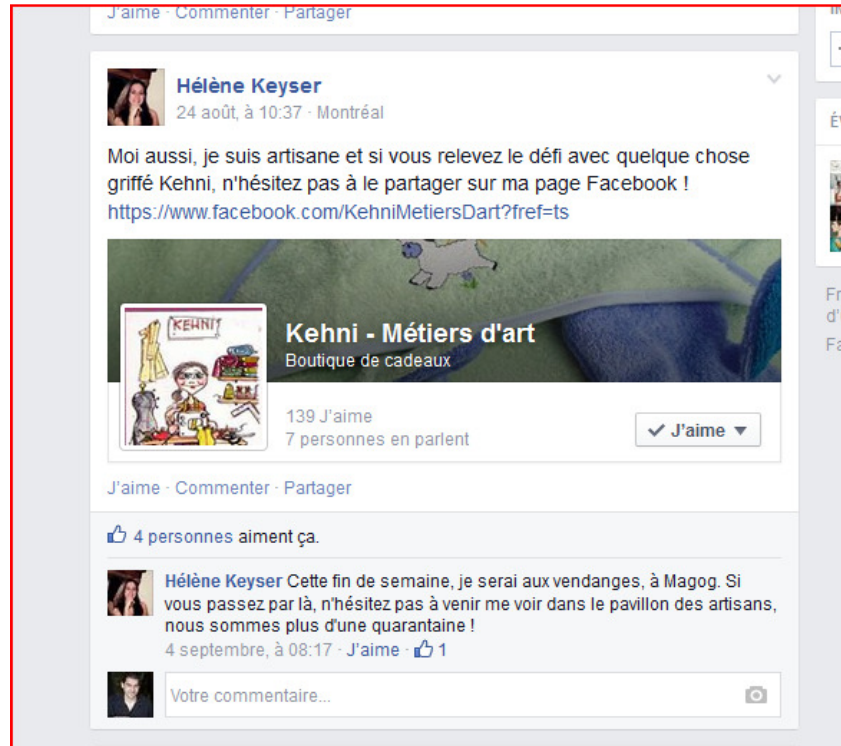 J'aime · Commenter · Partager
Hélène Keyser
24 août, à 10:37 · Montréal
Moi aussi, je suis artisane et si vous relevez le défi avec quelque chose
griffé Kehni, n'hésitez pas à le partager sur ma page Facebook !
https://www.facebook.com/KehniMetiersDart?fref=ts
KEHNI
Kehni - Métiers d'art
Boutique de cadeaux
139 J'aime
7 personnes en parlent
J'aime
J'aime · Commenter · Partager
4 personnes aiment ça.
Hélène Keyser Cette fin de semaine, je serai aux vendanges, à Magog. Si
vous passez par là, n'hésitez pas à venir me voir dans le pavillon des artisans,
nous sommes plus d'une quarantaine !
4 septembre, à 08:17 · J'aime · 1
Votre commentaire...